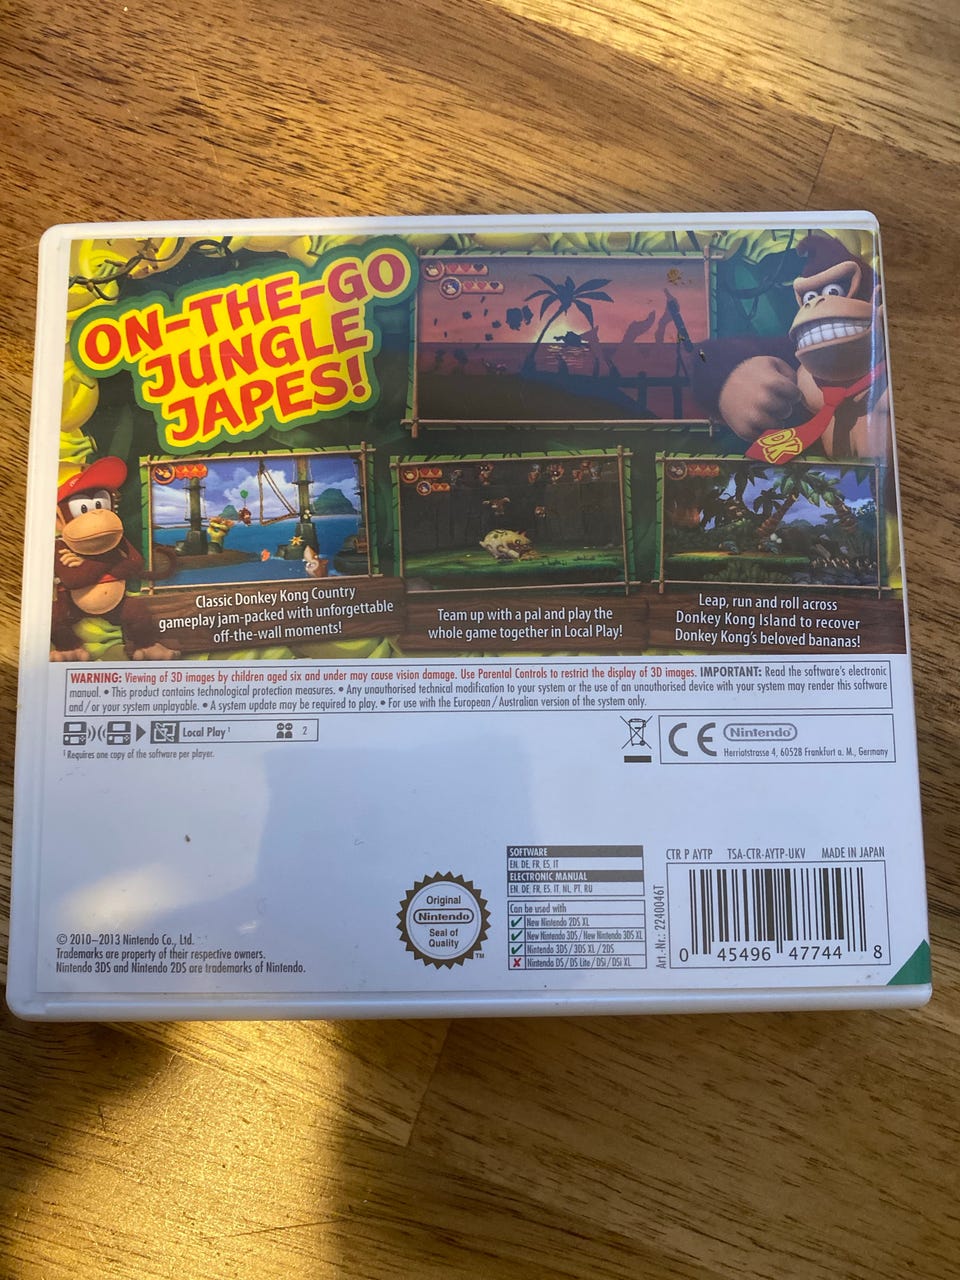 ON-THE-GO
JUNGLE
JAPES!
DK
Classic Donkey Kong Country
gameplay jam-packed with unforgettable
off-the-wall moments!
Team up with a pal and play the
whole game together in Local Play!
Leap, run and roll across
Donkey Kong Island to recover
Donkey Kong's beloved bananas!
WARNING: Viewing of 3D images by children aged six and under may cause vision damage. Use Parental Controls to restrict the display of 3D images. IMPORTANT: Read the software's electronic
manual. • This product contains technological protection measures. • Any unauthorised technical modification to your system or the use of an unauthorised device with your system may render this software
and/or your system unplayable. • A system update may be required to play. • For use with the European/Australian version of the system only.
Local Play¹ 2
¹ Requires one copy of the software per player.
CE Nintendo®
Herriotstrasse 4, 60528 Frankfurt a. M., Germany
SOFTWARE
EN, DE, FR, ES, IT
ELECTRONIC MANUAL
EN, DE, FR, ES, IT, NL, PT, RU
Can be used with
New Nintendo 2DS XL
New Nintendo 3DS/New Nintendo 3DS XL
Nintendo 3DS/3DS XL/2DS
Nintendo DS/DS Lite/DSi/DSi XL
CTR P AYTP TSA-CTR-AYTP-UKV MADE IN JAPAN
Art.-Nr.: 2240046T
0 45496 47744 8
Original
Nintendo®
Seal of
Quality
TM
© 2010–2013 Nintendo Co., Ltd.
Trademarks are property of their respective owners.
Nintendo 3DS and Nintendo 2DS are trademarks of Nintendo.